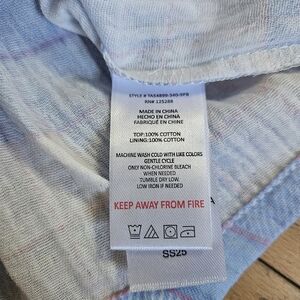 MADE IN CHINA
HECHO EN CHINA
FABRIQUÉ EN CHINE
TOP:100% COTTON
LINING:100% COTTON
MACHINE WASH COLD WITH LIKE COLORS
GENTLE CYCLE
ONLY NON-CHLORINE BLEACH
WHEN NEEDED
TUMBLE DRY LOW.
LOW IRON IF NEEDED
KEEP AWAY FROM FIRE
SS25